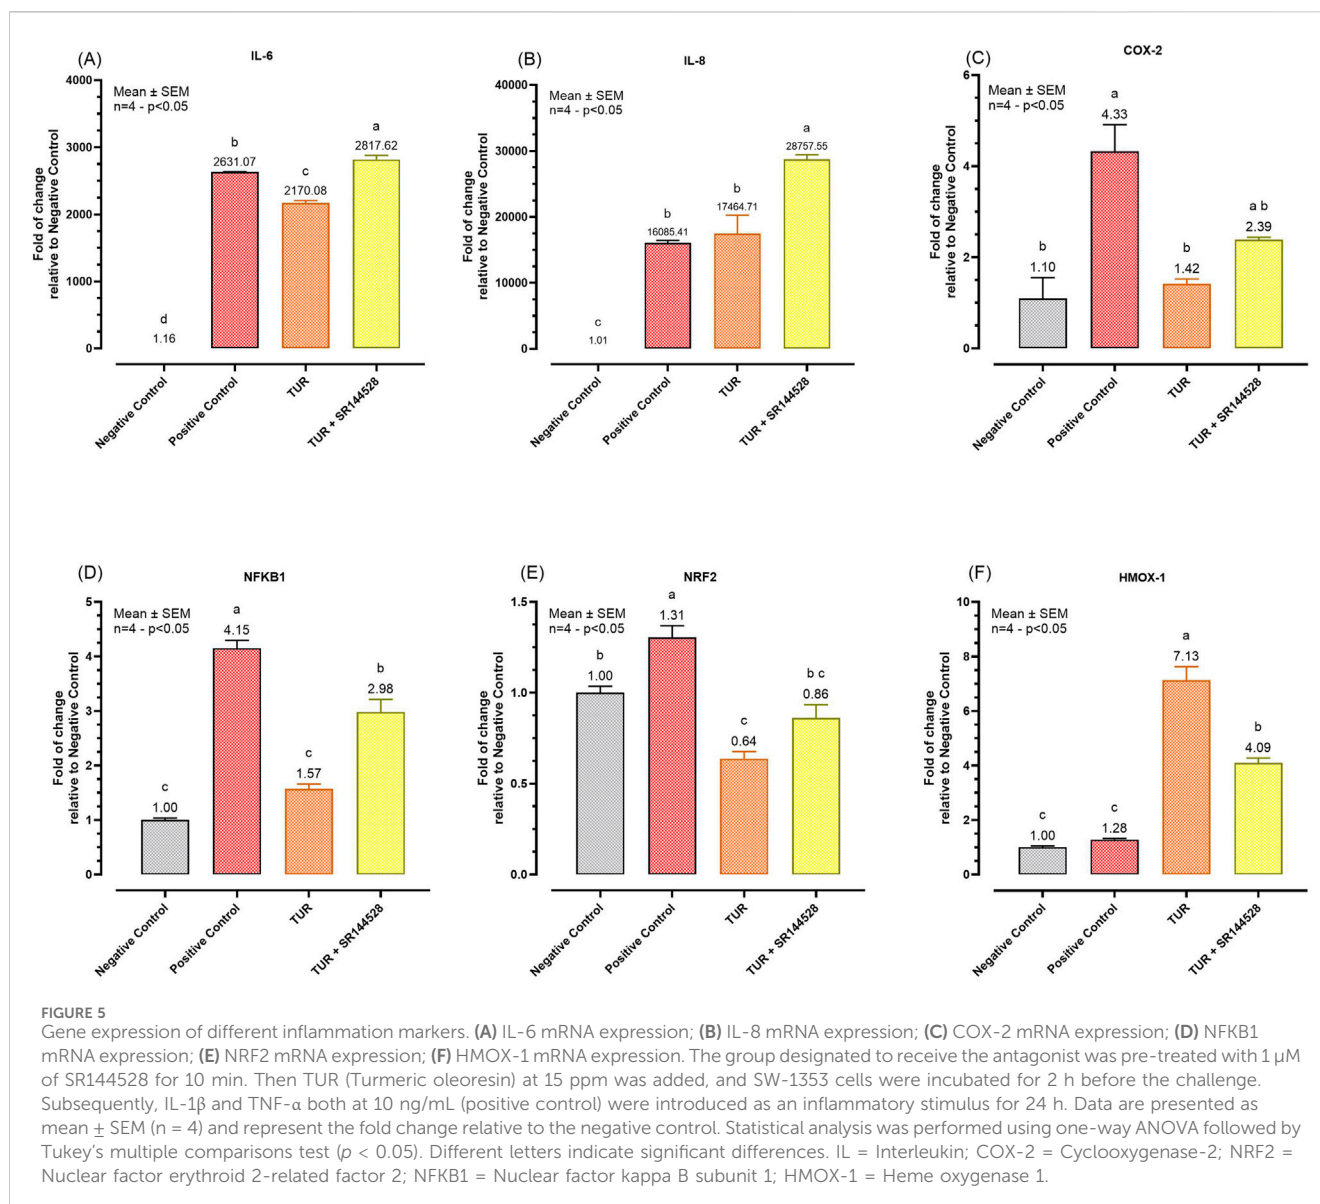 (A)
IL-6
Mean ± SEM
n=4 - p<0.05
Fold of change
relative to Negative Control
4000
3000
2000
1000
0
d
1.16
b
2631.07
c
2170.08
a
2817.62
Negative Control
Positive Control
TUR
TUR + SR144528
(B)
IL-8
Mean ± SEM
n=4 - p<0.05
Fold of change
relative to Negative Control
40000
30000
20000
10000
0
c
1.01
b
16085.41
b
17464.71
a
28757.55
Negative Control
Positive Control
TUR
TUR + SR144528
(C)
COX-2
Mean ± SEM
n=4 - p<0.05
Fold of change
relative to Negative Control
6
4
2
0
b
1.10
a
4.33
b
1.42
a b
2.39
Negative Control
Positive Control
TUR
TUR + SR144528
(D)
NFKB1
Mean ± SEM
n=4 - p<0.05
Fold of change
relative to Negative Control
5
4
3
2
1
0
c
1.00
a
4.15
c
1.57
b
2.98
Negative Control
Positive Control
TUR
TUR + SR144528
(E)
NRF2
Mean ± SEM
n=4 - p<0.05
Fold of change
relative to Negative Control
1.5
1.0
0.5
0.0
b
1.00
a
1.31
c
0.64
b c
0.86
Negative Control
Positive Control
TUR
TUR + SR144528
(F)
HMOX-1
Mean ± SEM
n=4 - p<0.05
Fold of change
relative to Negative Control
10
8
6
4
2
0
c
1.00
c
1.28
a
7.13
b
4.09
Negative Control
Positive Control
TUR
TUR + SR144528
FIGURE 5
Gene expression of different inflammation markers. (A) IL-6 mRNA expression; (B) IL-8 mRNA expression; (C) COX-2 mRNA expression; (D) NFKB1
mRNA expression; (E) NRF2 mRNA expression; (F) HMOX-1 mRNA expression. The group designated to receive the antagonist was pre-treated with 1 µM
of SR144528 for 10 min. Then TUR (Turmeric oleoresin) at 15 ppm was added, and SW-1353 cells were incubated for 2 h before the challenge.
Subsequently, IL-1β and TNF-α both at 10 ng/mL (positive control) were introduced as an inflammatory stimulus for 24 h. Data are presented as
mean ± SEM (n = 4) and represent the fold change relative to the negative control. Statistical analysis was performed using one-way ANOVA followed by
Tukey's multiple comparisons test (p < 0.05). Different letters indicate significant differences. IL = Interleukin; COX-2 = Cyclooxygenase-2; NRF2 =
Nuclear factor erythroid 2-related factor 2; NFKB1 = Nuclear factor kappa B subunit 1; HMOX-1 = Heme oxygenase 1.